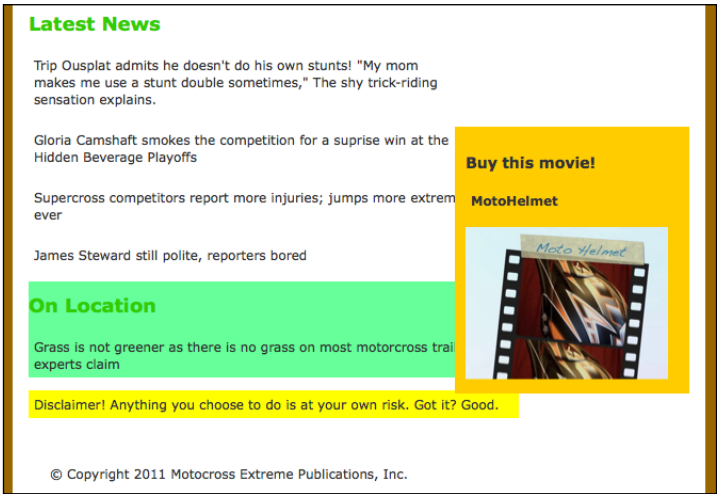 Latest News
Trip Ousplat admits he doesn't do his own stunts! "My mom
makes me use a stunt double sometimes," The shy trick-riding
sensation explains.
Gloria Camshaft smokes the competition for a suprise win at the
Hidden Beverage Playoffs
Supercross competitors report more injuries; jumps more extrem
ever
James Steward still polite, reporters bored
On Location
Grass is not greener as there is no grass on most motorcross trai
experts claim
Disclaimer! Anything you choose to do is at your own risk. Got it? Good.
Buy this movie!
MotoHelmet
Moto Helmet
© Copyright 2011 Motocross Extreme Publications, Inc.